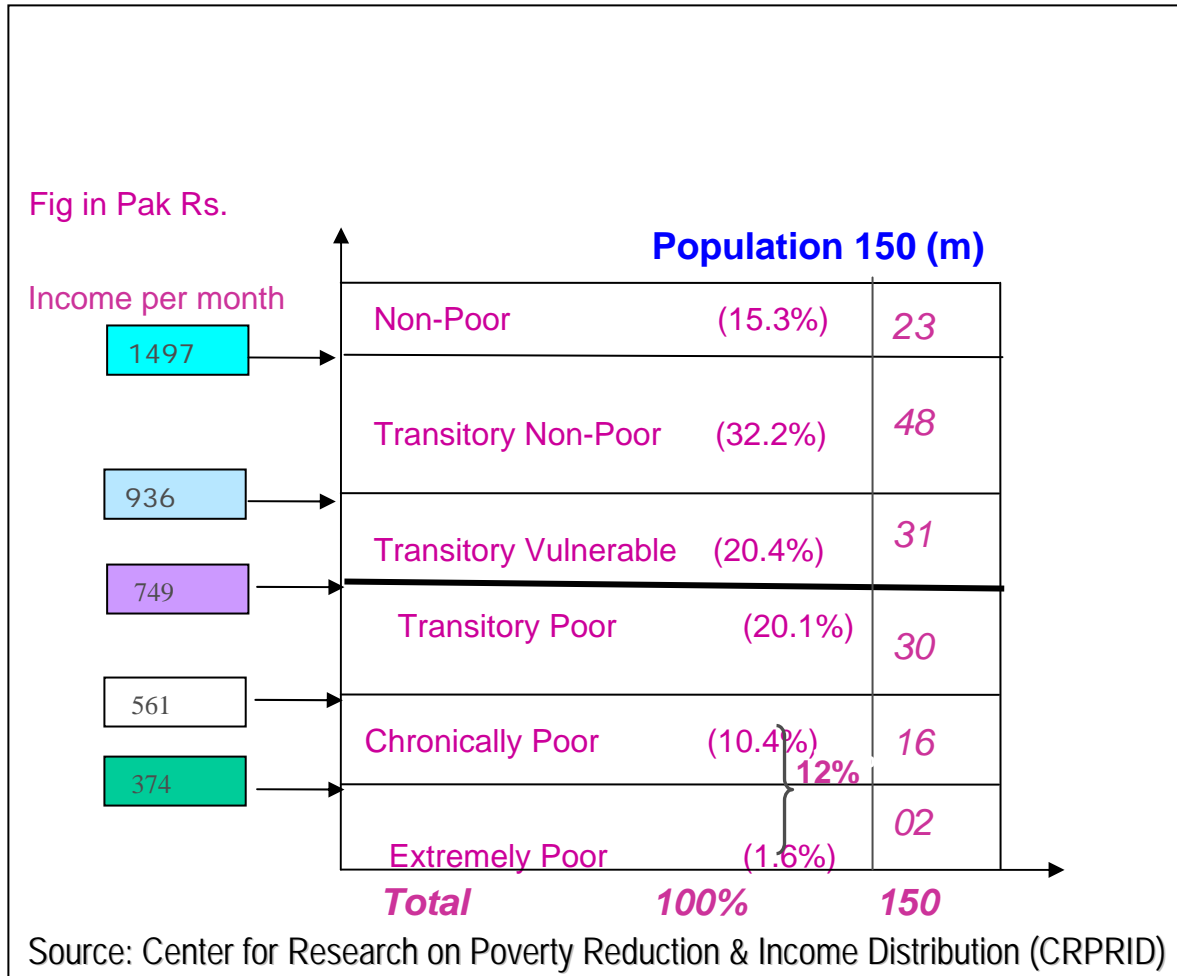 Fig in Pak Rs.
Population 150 (m)
Income per month
Non-Poor (15.3%) 23
1497
Transitory Non-Poor (32.2%) 48
936
Transitory Vulnerable (20.4%) 31
749
Transitory Poor (20.1%) 30
561
Chronically Poor (10.4%) 16
12%
374
Extremely Poor (1.6%) 02
Total 100% 150
Source: Center for Research on Poverty Reduction & Income Distribution (CRPRID)